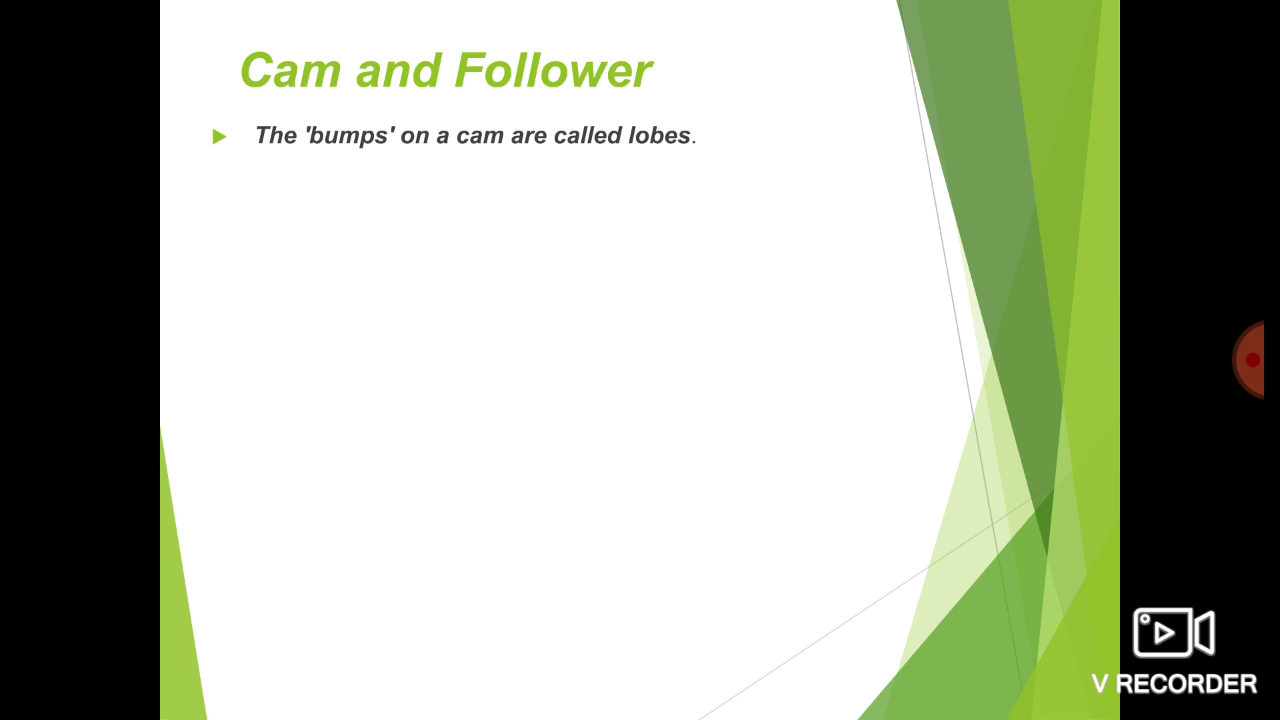 Cam and Follower
The 'bumps' on a cam are called lobes.
V RECORDER